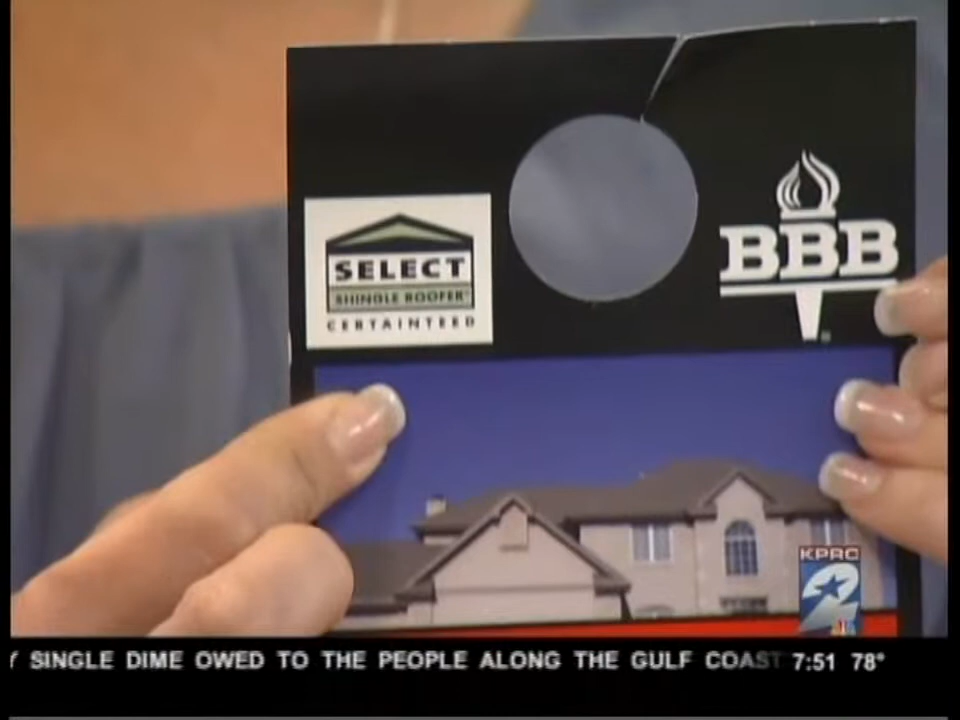 SELECT
SHINGLE ROOFER
CERTAINTEED
BBB
KPRC
2
SINGLE DIME OWED TO THE PEOPLE ALONG THE GULF COAST 7:51 78°